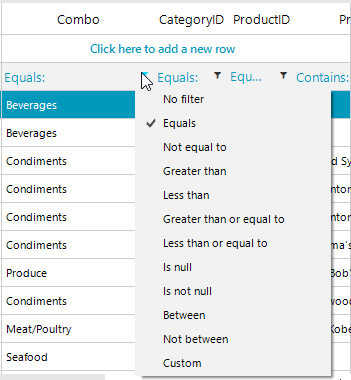 Combo CategoryID ProductID Pr
Click here to add a new row
Equals: Equals: Equ... Contains:
No filter
Equals
Not equal to
Greater than
Less than
Greater than or equal to
Less than or equal to
Is null
Is not null
Between
Not between
Custom
Beverages
Beverages
Condiments d Sy
Condiments nton
Condiments nton
Condiments ma's
Produce Bob'
Condiments wood
Meat/Poultry Kobe
Seafood